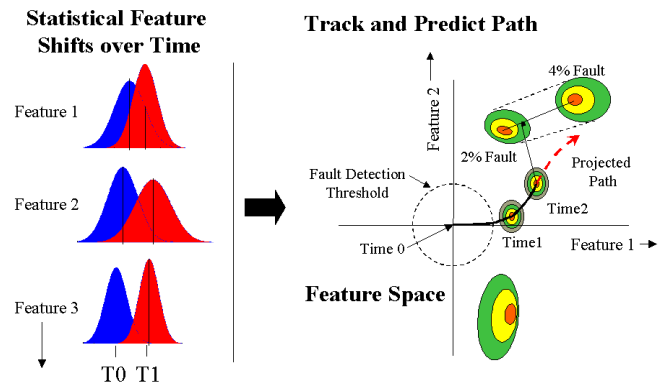 Statistical Feature
Shifts over Time
Feature 1
Feature 2
Feature 3
T0
T1
Track and Predict Path
Feature 2
4% Fault
2% Fault
Projected
Path
Fault Detection
Threshold
Time2
Time 0
Time1
Feature 1
Feature Space